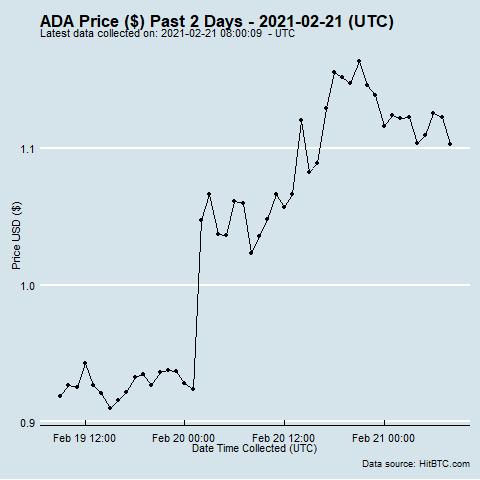 ADA Price ($) Past 2 Days - 2021-02-21 (UTC)
Latest data collected on: 2021-02-21 08:00:09 - UTC
Price USD ($)
1.1
1.0
0.9
Feb 19 12:00
Feb 20 00:00
Feb 20 12:00
Feb 21 00:00
Date Time Collected (UTC)
Data source: HitBTC.com